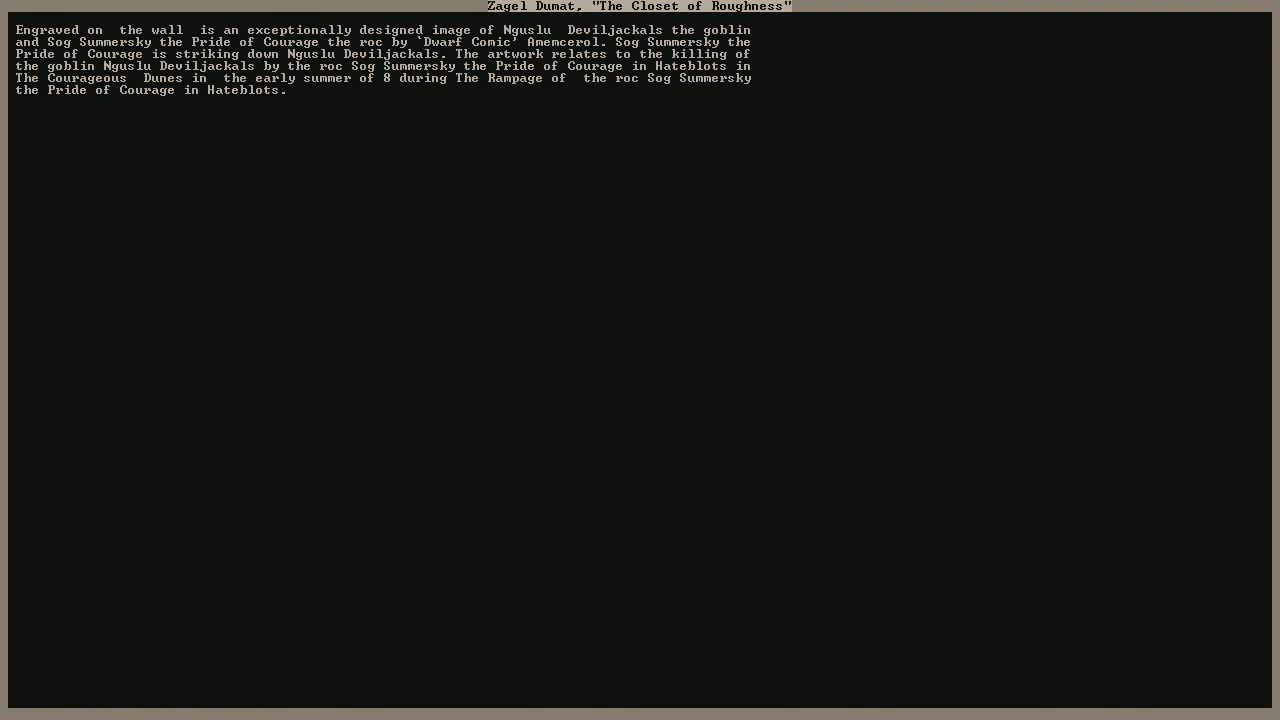 Zagel Dumat, "The Closet of Roughness"
Engraved on  the wall  is an exceptionally designed image of Nguslu  Deviljackals the goblin
and Sog Summersky the Pride of Courage the roc by `Dwarf Comic' Amemcerol. Sog Summersky the
Pride of Courage is striking down Nguslu Deviljackals. The artwork relates to the killing of
the goblin Nguslu Deviljackals by the roc Sog Summersky the Pride of Courage in Hateblots in
The Courageous  Dunes in  the early summer of 8 during The Rampage of  the roc Sog Summersky
the Pride of Courage in Hateblots.